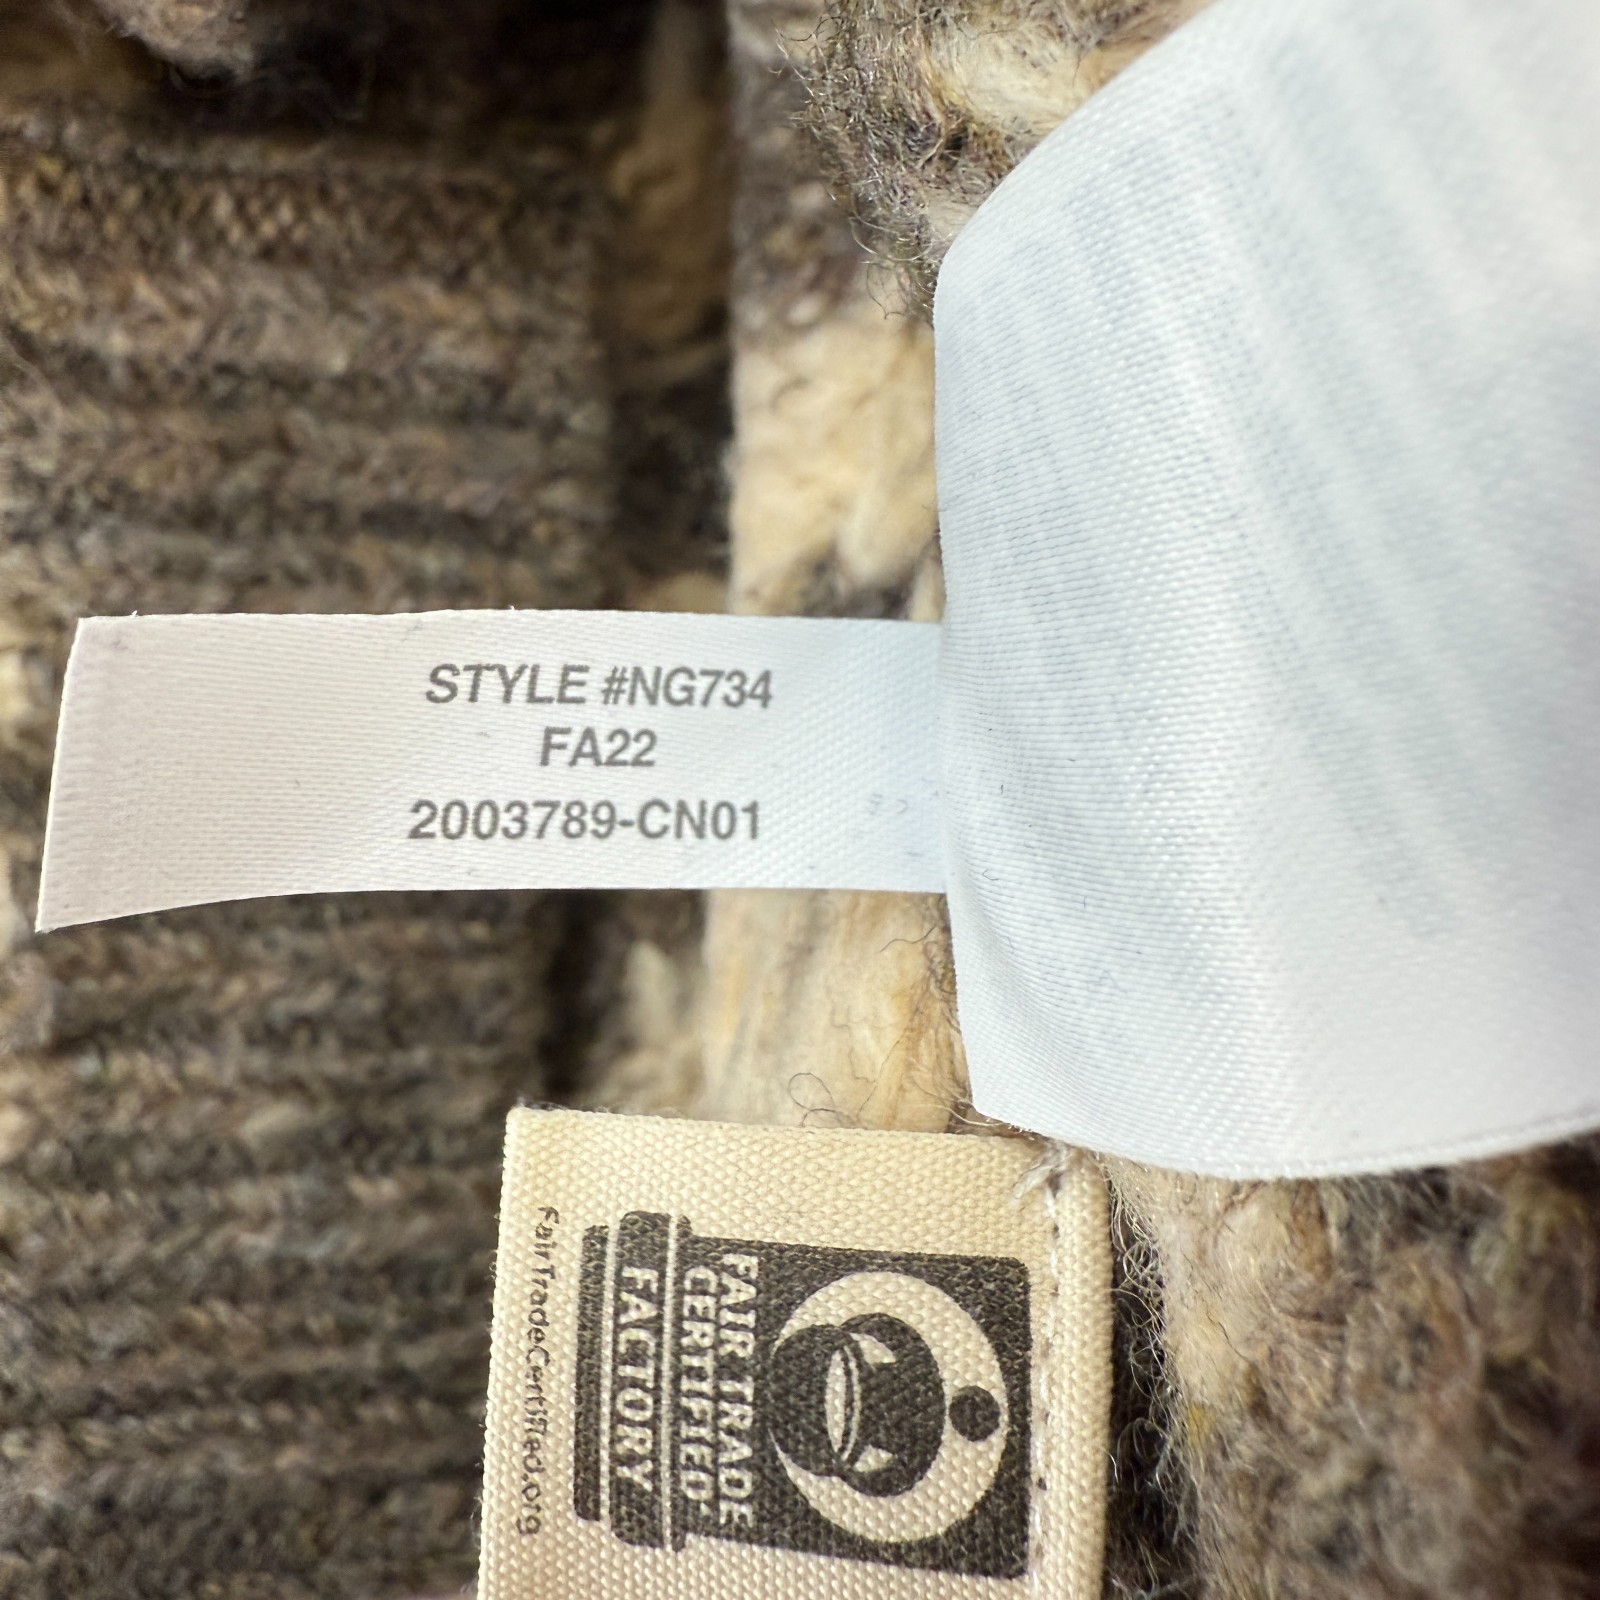 STYLE #NG734
FA22
2003789-CN01
FAIR TRADE
CERTIFIED
FACTORY
FairTradeCertified.org